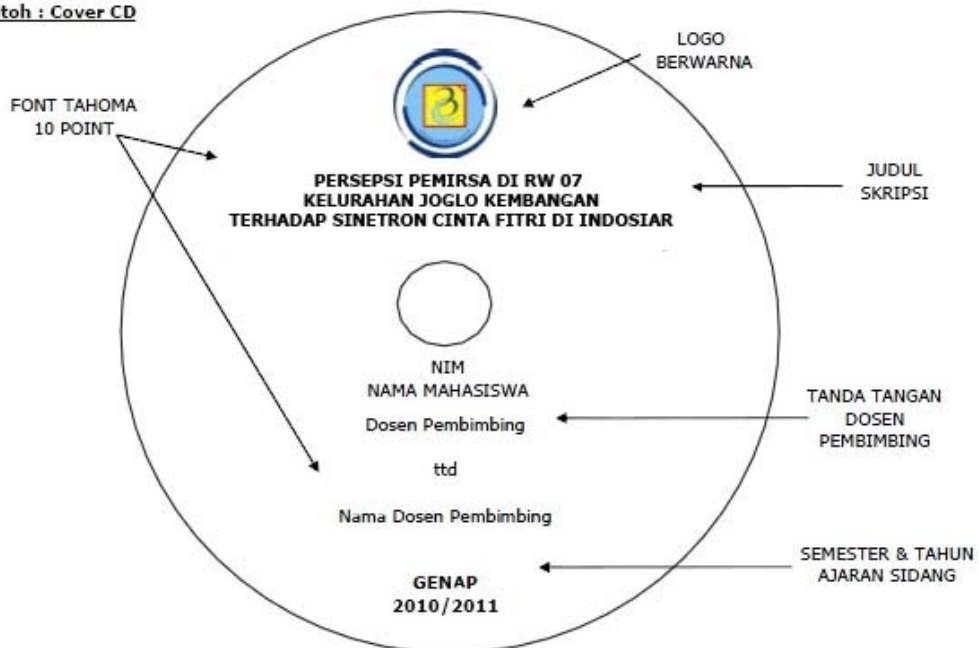 toh : Cover CD
LOGO
BERWARNA
FONT TAHOMA
10 POINT
PERSEPSI PEMIRSA DI RW 07
KELURAHAN JOGLO KEMBANGAN
TERHADAP SINETRON CINTA FITRI DI INDOSIAR
JUDUL
SKRIPSI
NIM
NAMA MAHASISWA
Dosen Pembimbing
ttd
Nama Dosen Pembimbing
TANDA TANGAN
DOSEN
PEMBIMBING
GENAP
2010/2011
SEMESTER & TAHUN
AJARAN SIDANG